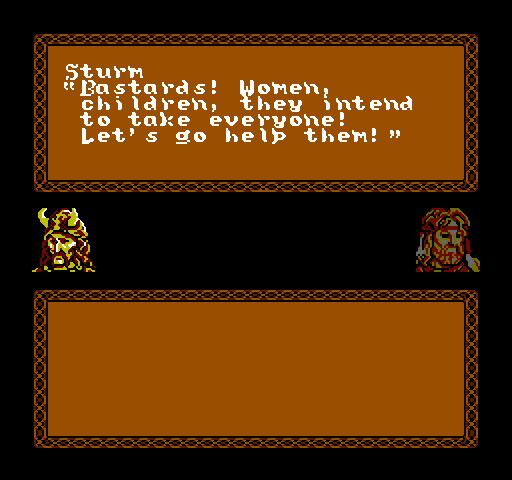 Sturm
“Bastards! Women,
children, they intend
to take everyone!
Let's go help them!”